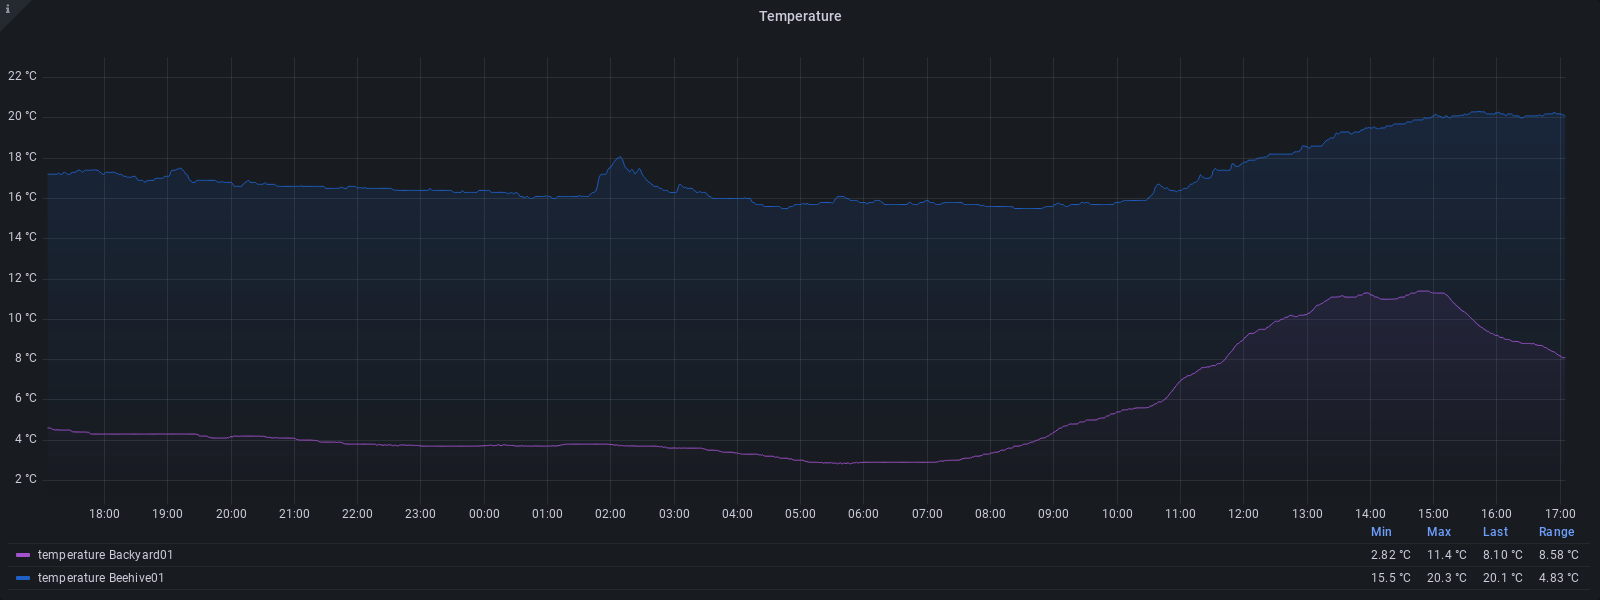 i
Temperature
22 °C
20 °C
18 °C
16 °C
14 °C
12 °C
10 °C
8 °C
6 °C
4 °C
2 °C
18:00 19:00 20:00 21:00 22:00 23:00 00:00 01:00 02:00 03:00 04:00 05:00 06:00 07:00 08:00 09:00 10:00 11:00 12:00 13:00 14:00 15:00 16:00 17:00
Min Max Last Range
temperature Backyard01 2.82 °C 11.4 °C 8.10 °C 8.58 °C
temperature Beehive01 15.5 °C 20.3 °C 20.1 °C 4.83 °C